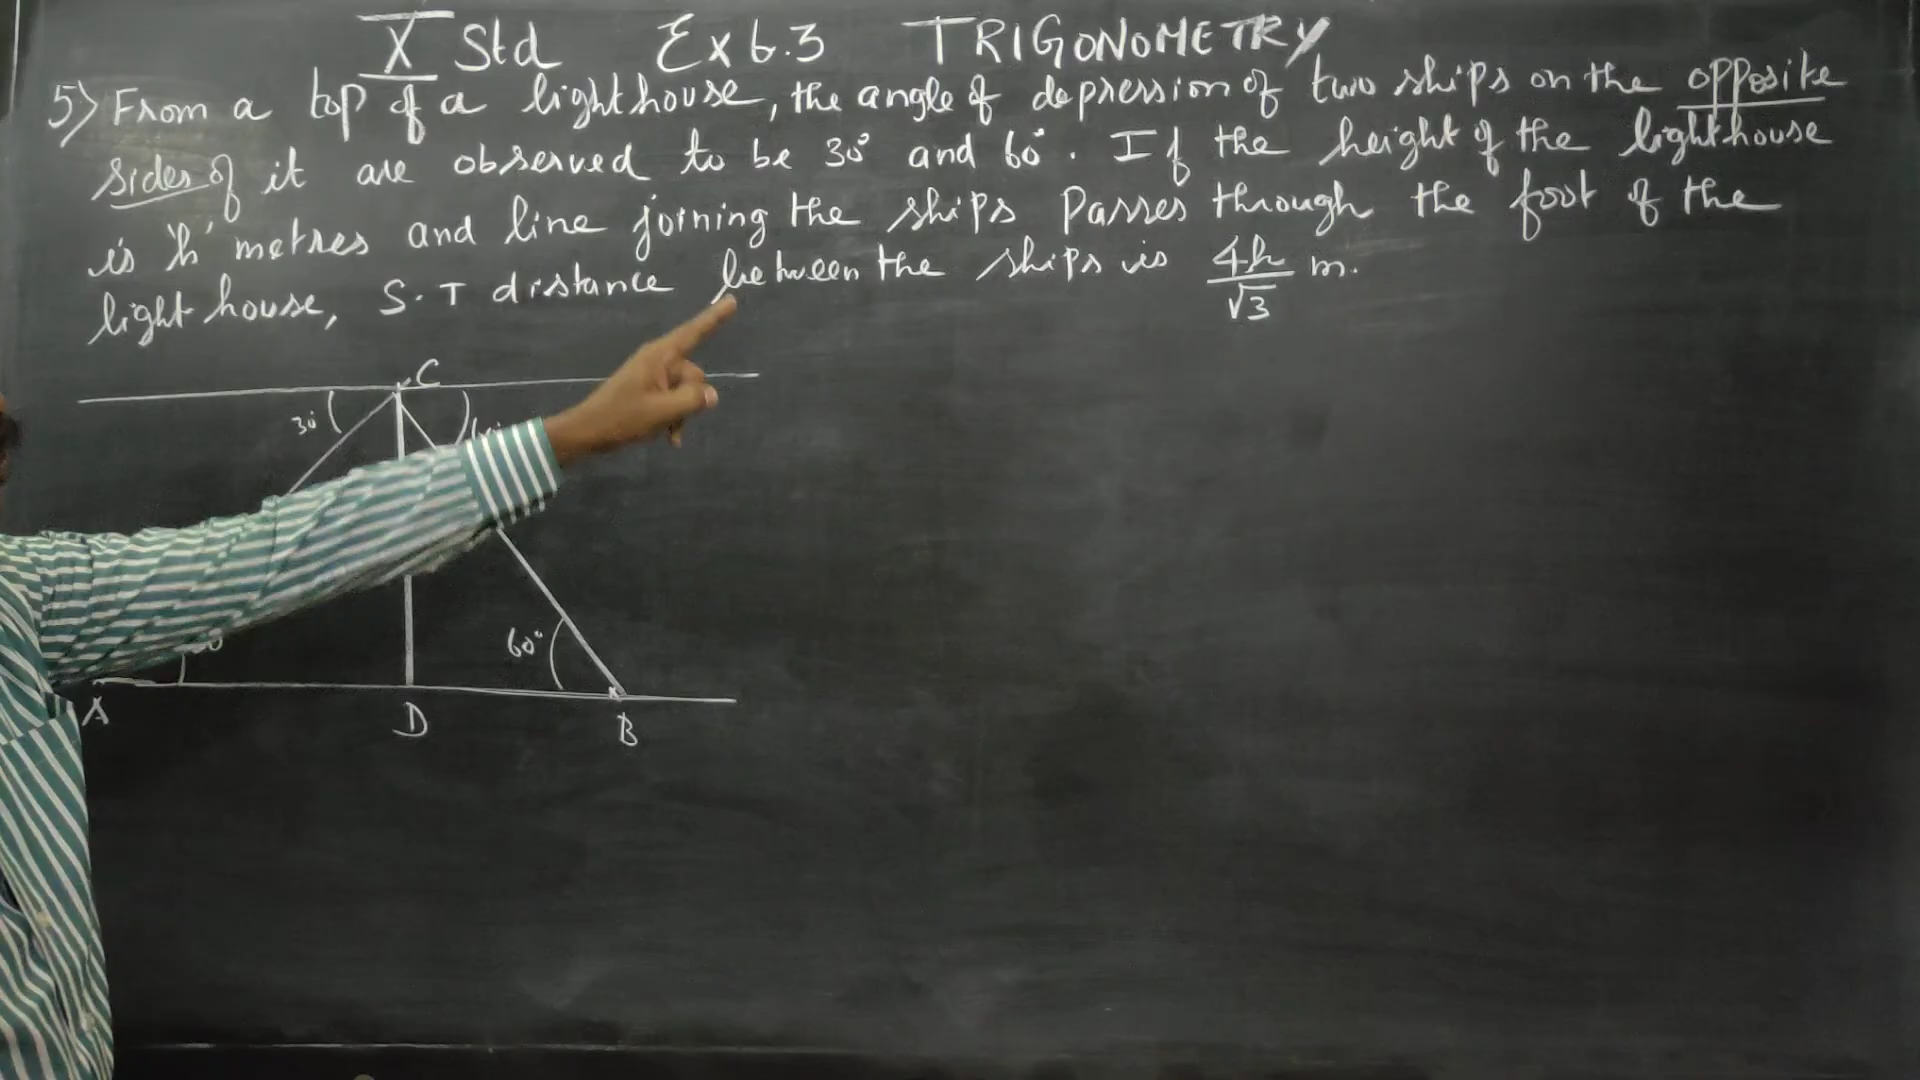 X Std Ex 6.3 TRIGONOMETRY
5) From a top of a lighthouse, the angle of depression of two ships on the opposite
sides of it are observed to be 30° and 60°. If the height of the lighthouse
is 'h' metres and line joining the ships passes through the foot of the
light house, S.T distance between the ships is 4h/√3 m.
C
30°
60°
A
D
B